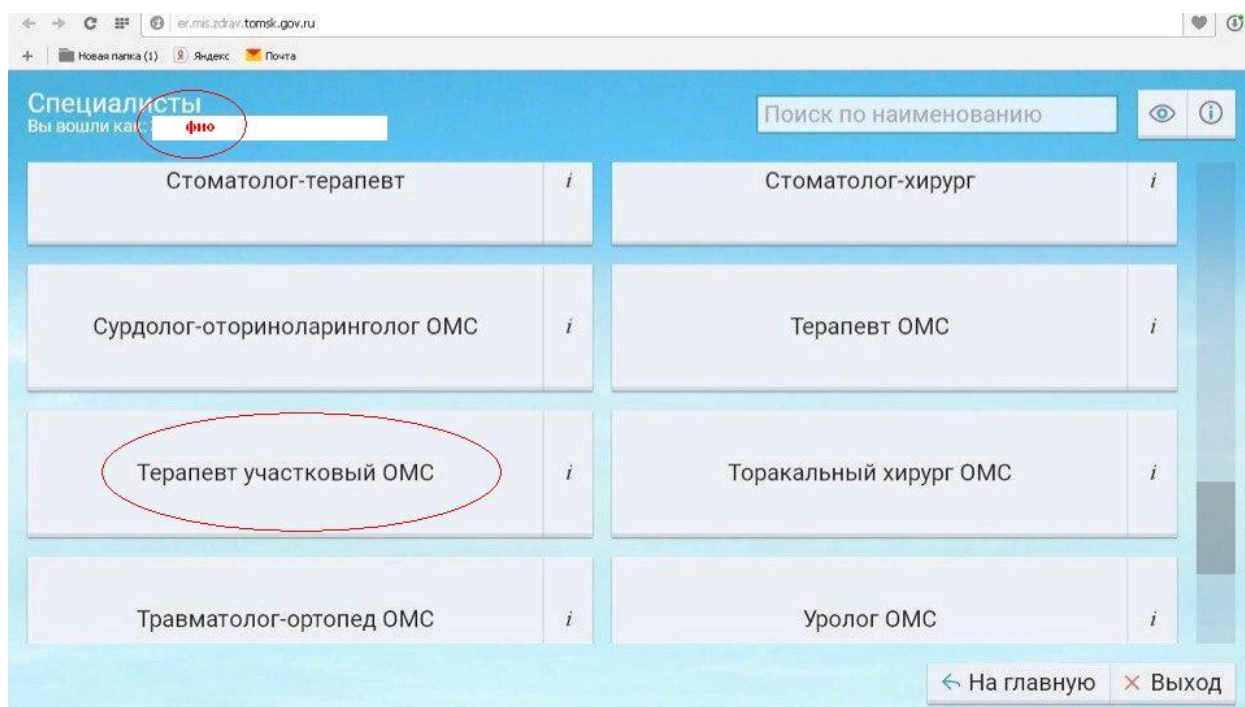 er.mis.zdrav.tomsk.gov.ru
Новая папка (1) Яндекс Почта
Специалисты
Вы вошли как:
фио
Поиск по наименованию
Стоматолог-терапевт i
Стоматолог-хирург i
Сурдолог-оториноларинголог ОМС i
Терапевт ОМС i
Терапевт участковый ОМС i
Торакальный хирург ОМС i
Травматолог-ортопед ОМС i
Уролог ОМС i
На главную
Выход